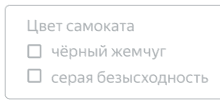 Цвет самоката
чёрный жемчуг
серая безысходность